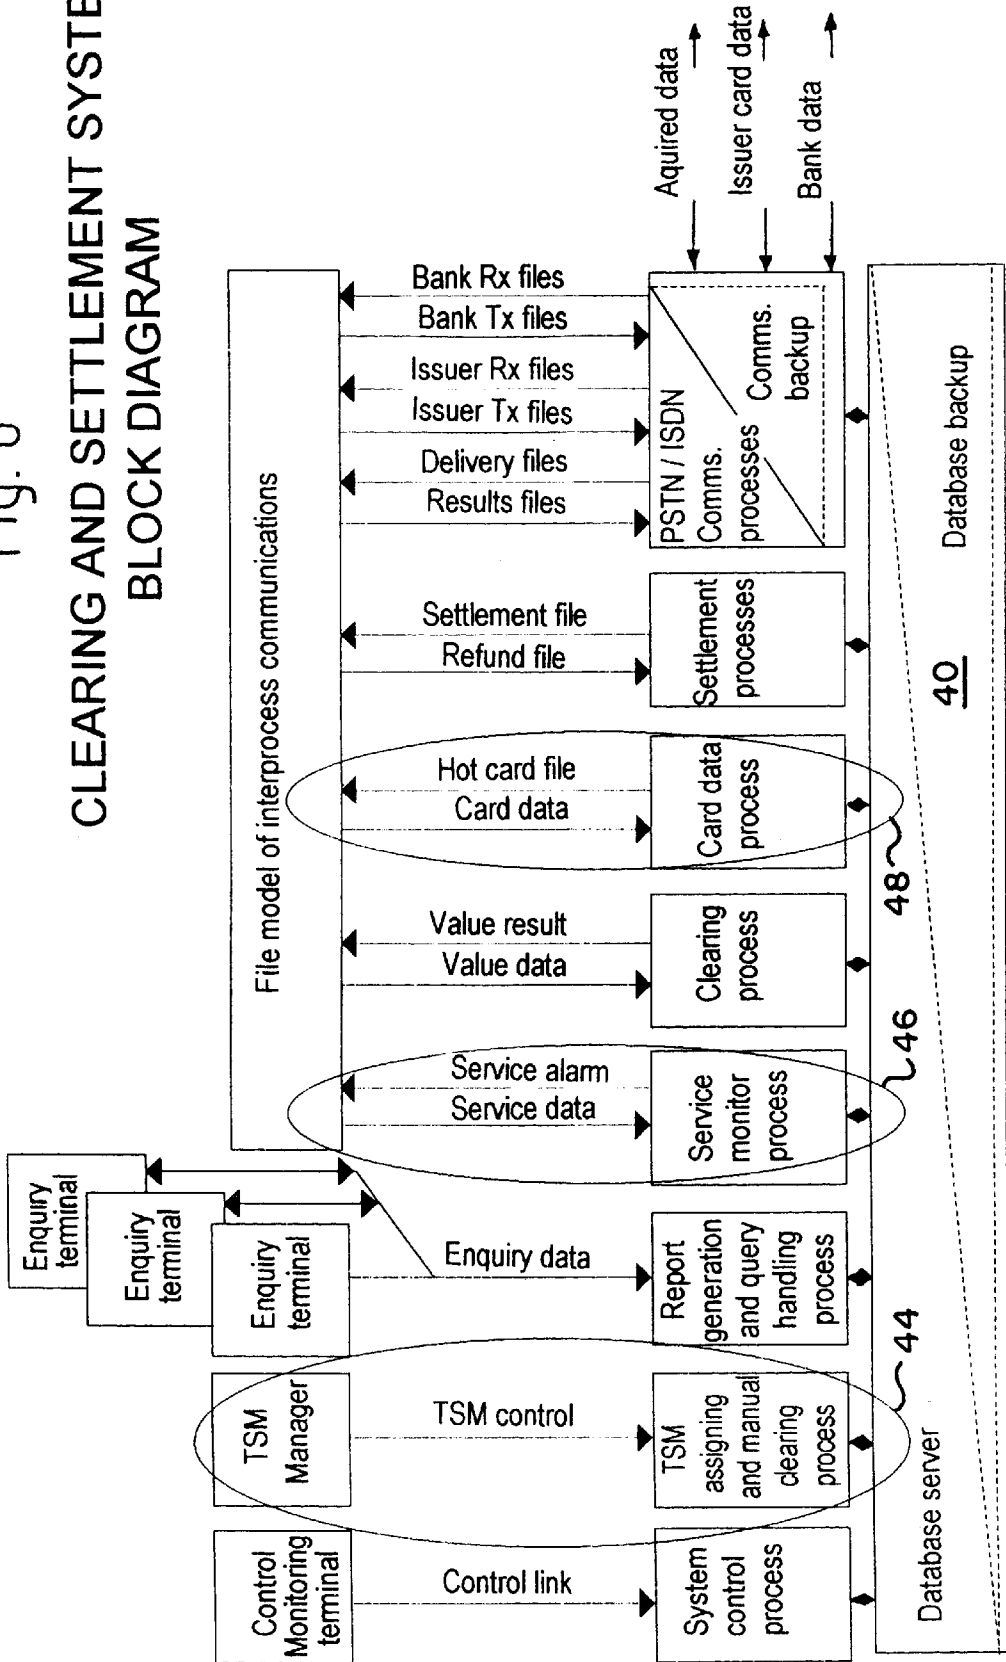 CLEARING AND SETTLEMENT
BLOCK DIAGRAM
Control
Monitoring
terminal
TSM
Manager
Enquiry
terminal
Enquiry
terminal
Enquiry
terminal
File model of interprocess communications
Control link
TSM control
Enquiry data
Service alarm
Service data
Value result
Value data
Hot card file
Card data
Settlement file
Refund file
Bank Rx files
Bank Tx files
Issuer Rx files
Issuer Tx files
Delivery files
Results files
System
control
process
TSM
assigning
and manual
clearing
process
Report
generation
and query
handling
process
Service
monitor
process
Clearing
process
Card data
process
Settlement
processes
PSTN / ISDN
Comms.
processes
Comms.
backup
Aquired data
Issuer card data
Bank data
44
46
48
40
Database server
Database backup